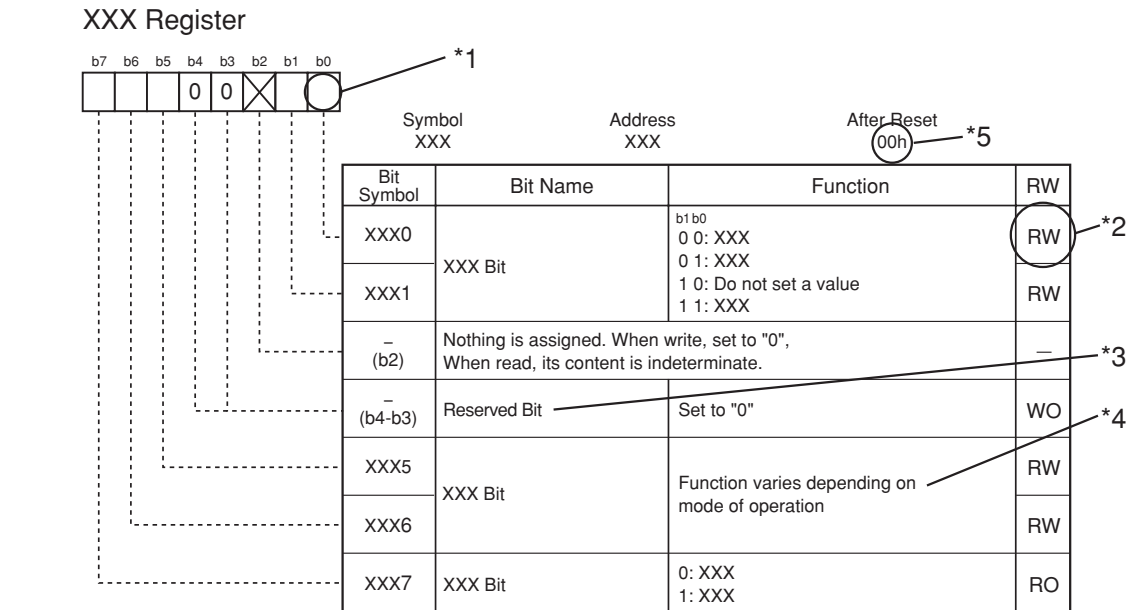 XXX Register
b7 b6 b5 b4 b3 b2 b1 b0
*1
0 0
Symbol Address After Reset
XXX XXX 00h *5
Bit Symbol Bit Name Function RW
XXX0 XXX Bit b1 b0
0 0: XXX
0 1: XXX
1 0: Do not set a value
1 1: XXX
RW *2
XXX1 RW
– (b2) Nothing is assigned. When write, set to "0",
When read, its content is indeterminate.
– *3
– (b4-b3) Reserved Bit Set to "0" WO *4
XXX5 XXX Bit Function varies depending on
mode of operation
RW
XXX6 RW
XXX7 XXX Bit 0: XXX
1: XXX
RO